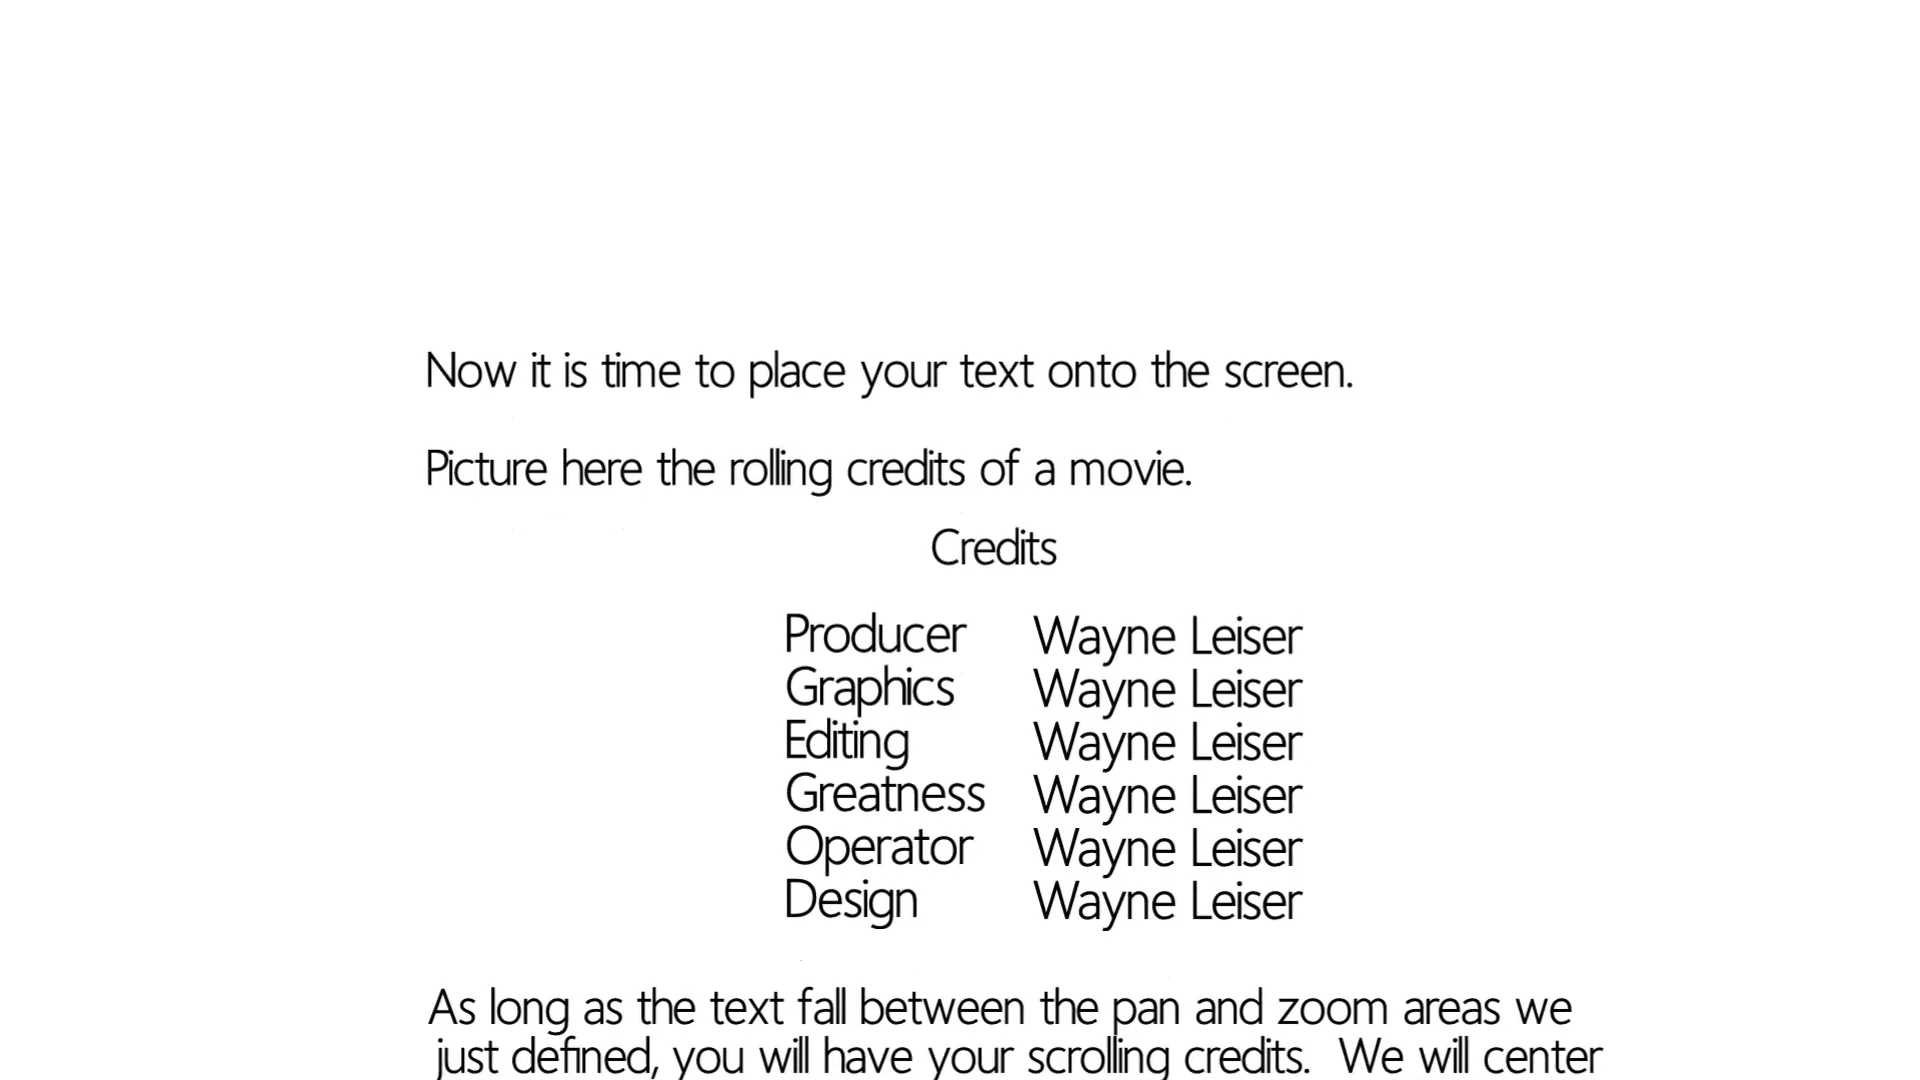 Now it is time to place your text onto the screen.
Picture here the rolling credits of a movie.
Credits
Producer Wayne Leiser
Graphics Wayne Leiser
Editing Wayne Leiser
Greatness Wayne Leiser
Operator Wayne Leiser
Design Wayne Leiser
As long as the text fall between the pan and zoom areas we
just defined, you will have your scrolling credits.  We will center